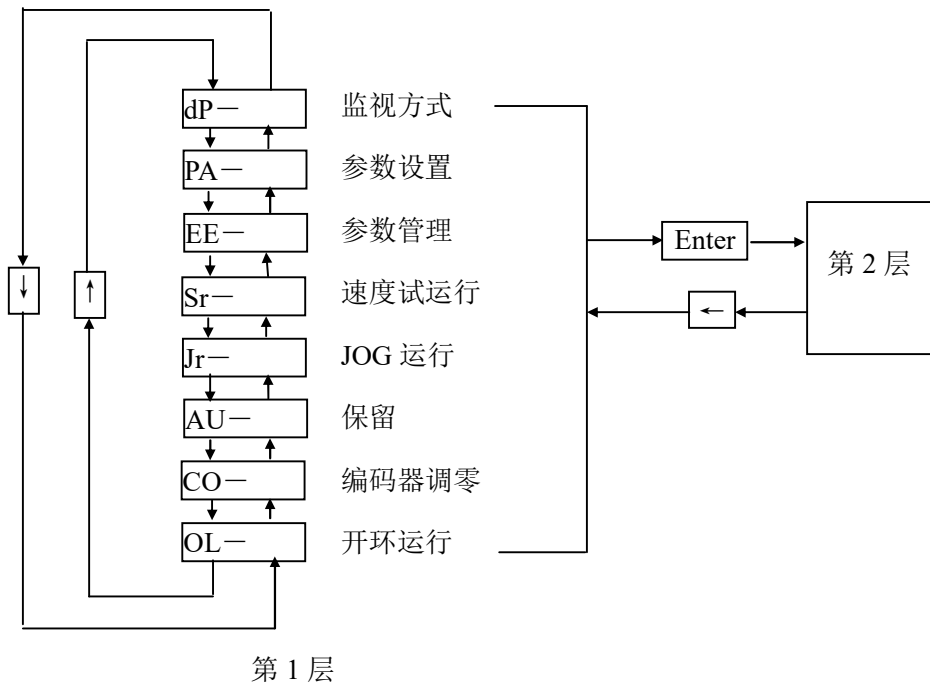 dP－ 监视方式
PA－ 参数设置
EE－ 参数管理
Sr－ 速度试运行
Jr－ JOG 运行
AU－ 保留
CO－ 编码器调零
OL－ 开环运行
↓
↑
Enter
←
第 2 层
第 1 层